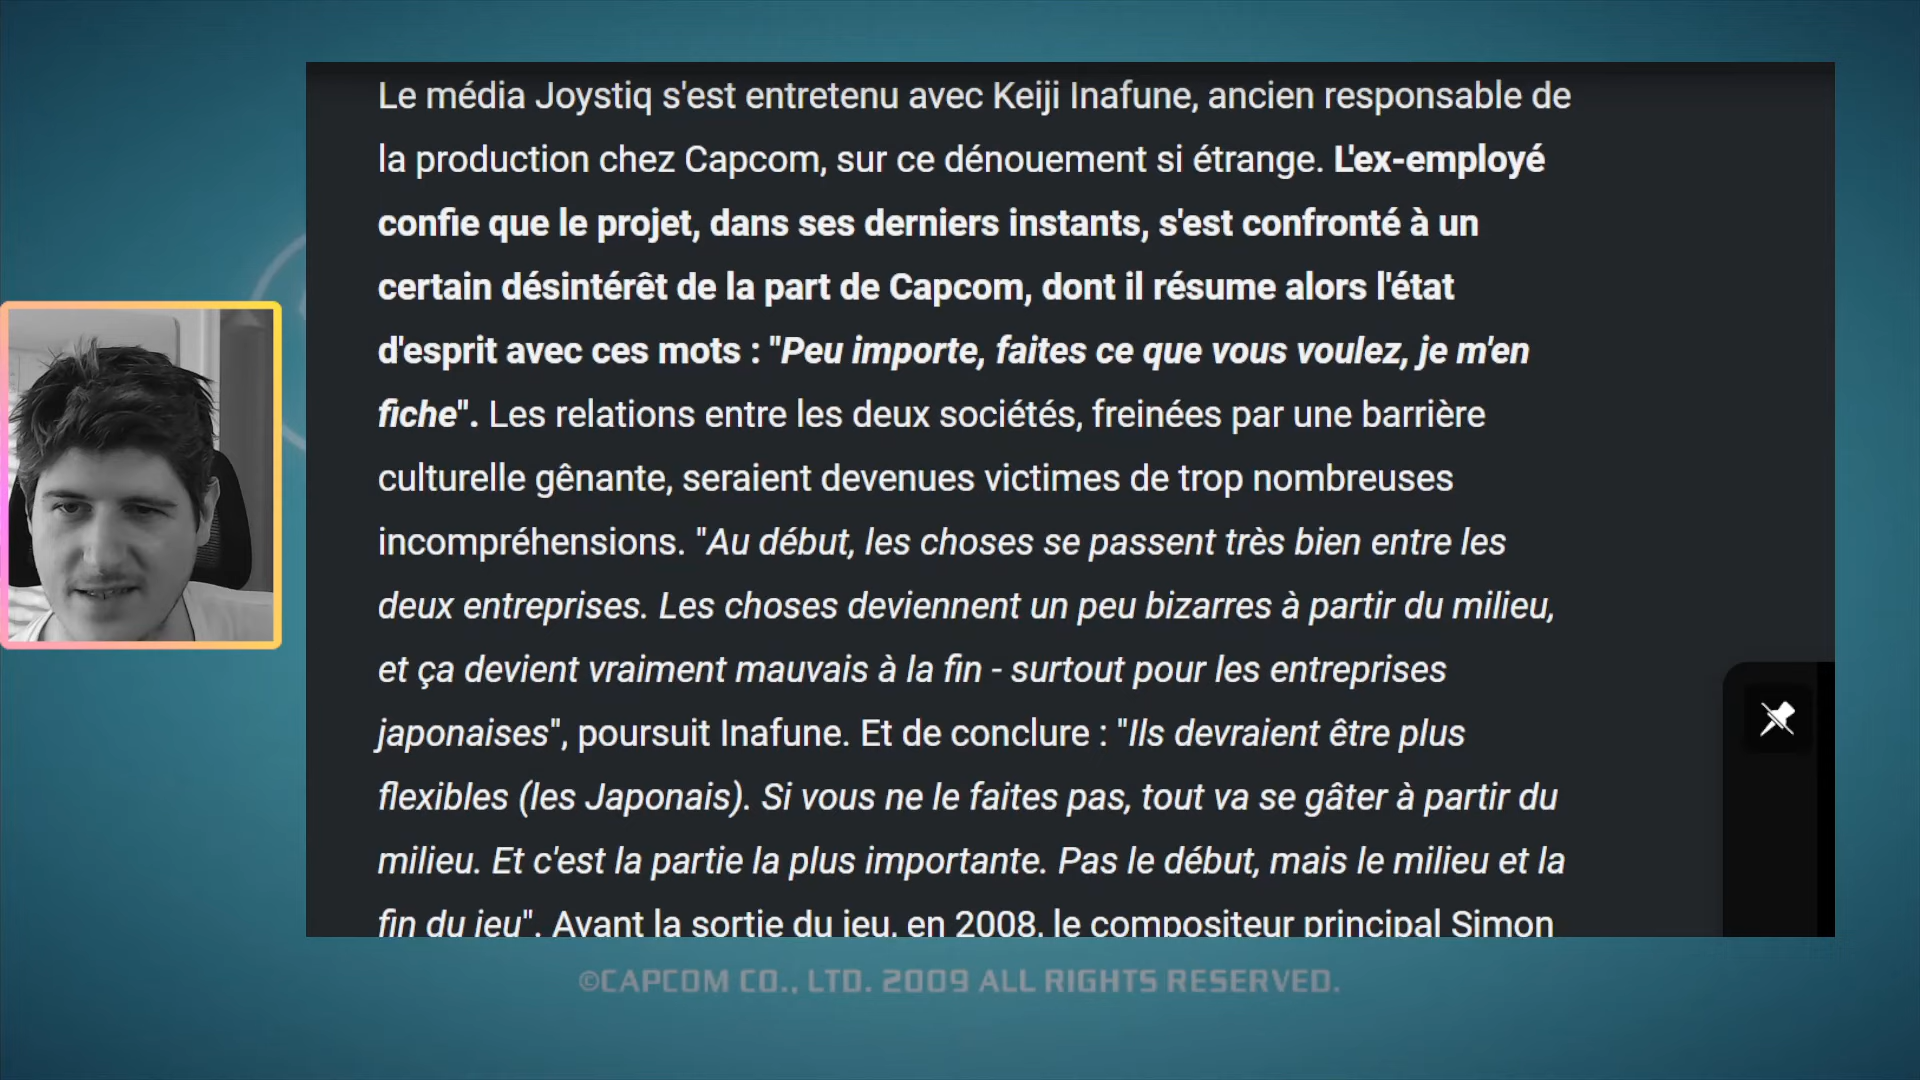 Le média Joystiq s'est entretenu avec Keiji Inafune, ancien responsable de
la production chez Capcom, sur ce dénouement si étrange. L'ex-employé
confie que le projet, dans ses derniers instants, s'est confronté à un
certain désintérêt de la part de Capcom, dont il résume alors l'état
d'esprit avec ces mots : "Peu importe, faites ce que vous voulez, je m'en
fiche". Les relations entre les deux sociétés, freinées par une barrière
culturelle gênante, seraient devenues victimes de trop nombreuses
incompréhensions. "Au début, les choses se passent très bien entre les
deux entreprises. Les choses deviennent un peu bizarres à partir du milieu,
et ça devient vraiment mauvais à la fin - surtout pour les entreprises
japonaises", poursuit Inafune. Et de conclure : "Ils devraient être plus
flexibles (les Japonais). Si vous ne le faites pas, tout va se gâter à partir du
milieu. Et c'est la partie la plus importante. Pas le début, mais le milieu et la
fin du jeu". Avant la sortie du jeu, en 2008, le compositeur principal Simon
©CAPCOM CO., LTD. 2009 ALL RIGHTS RESERVED.